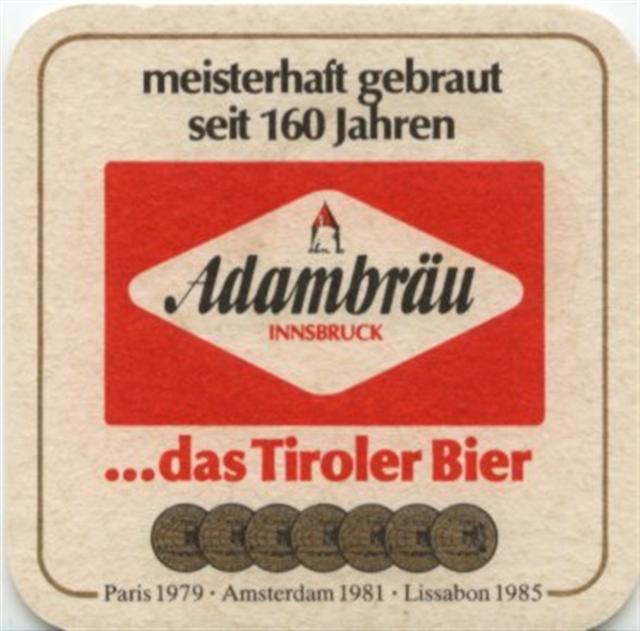 meisterhaft gebraut
seit 160 Jahren
Adambräu
INNSBRUCK
...das Tiroler Bier
Paris 1979 · Amsterdam 1981 · Lissabon 1985